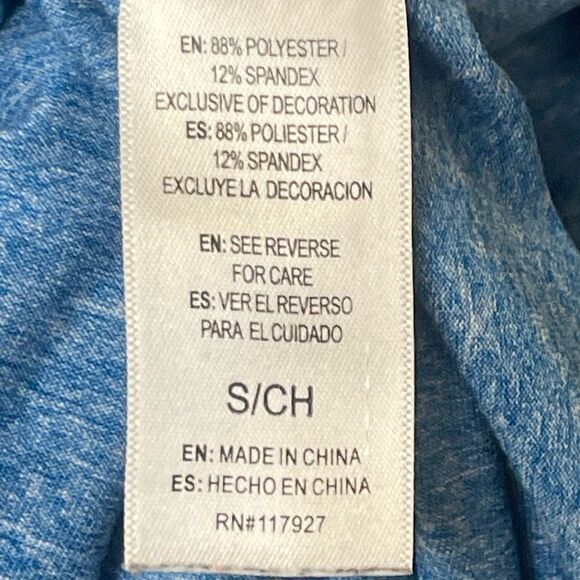 EN: 88% POLYESTER /
12% SPANDEX
EXCLUSIVE OF DECORATION
ES: 88% POLIESTER /
12% SPANDEX
EXCLUYE LA DECORACION
EN: SEE REVERSE
FOR CARE
ES: VER EL REVERSO
PARA EL CUIDADO
S/CH
EN: MADE IN CHINA
ES: HECHO EN CHINA
RN#117927